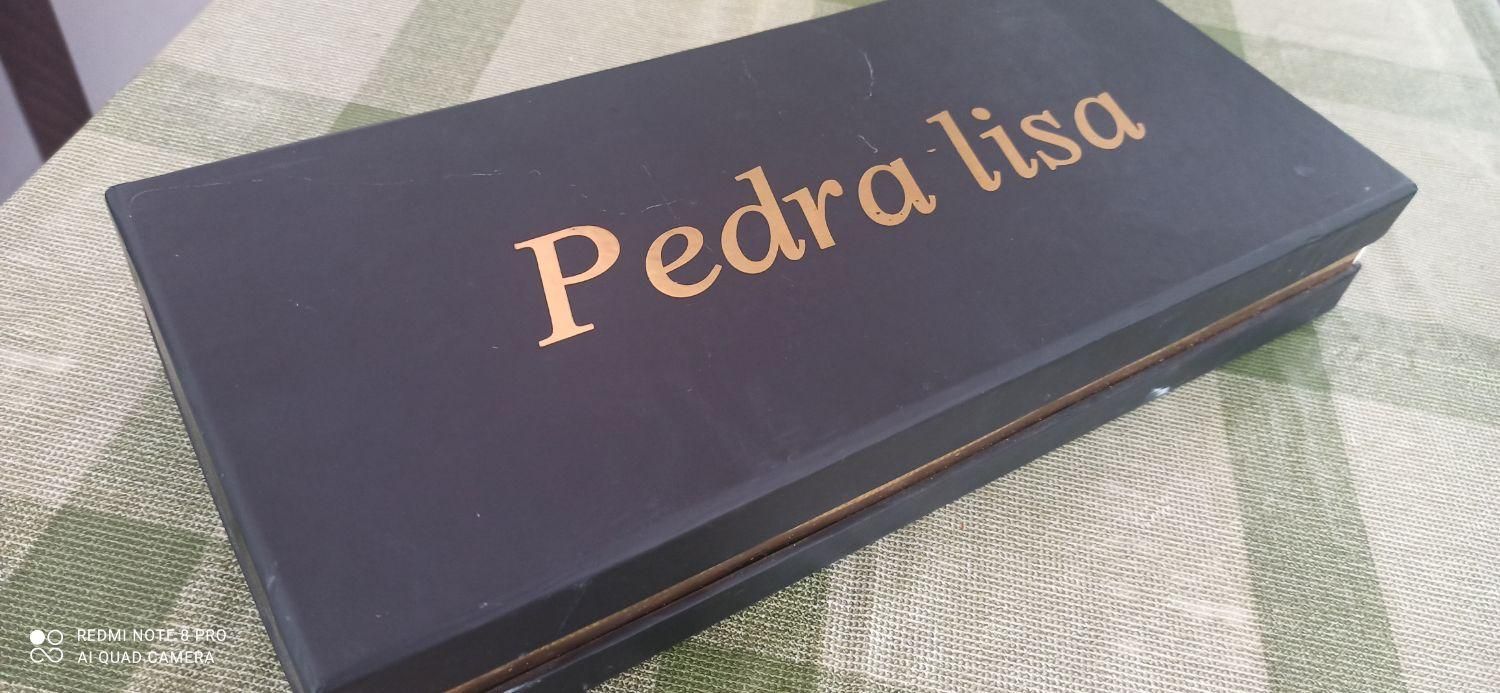 Pedra lisa
REDMI NOTE 8 PRO
AI QUAD CAMERA